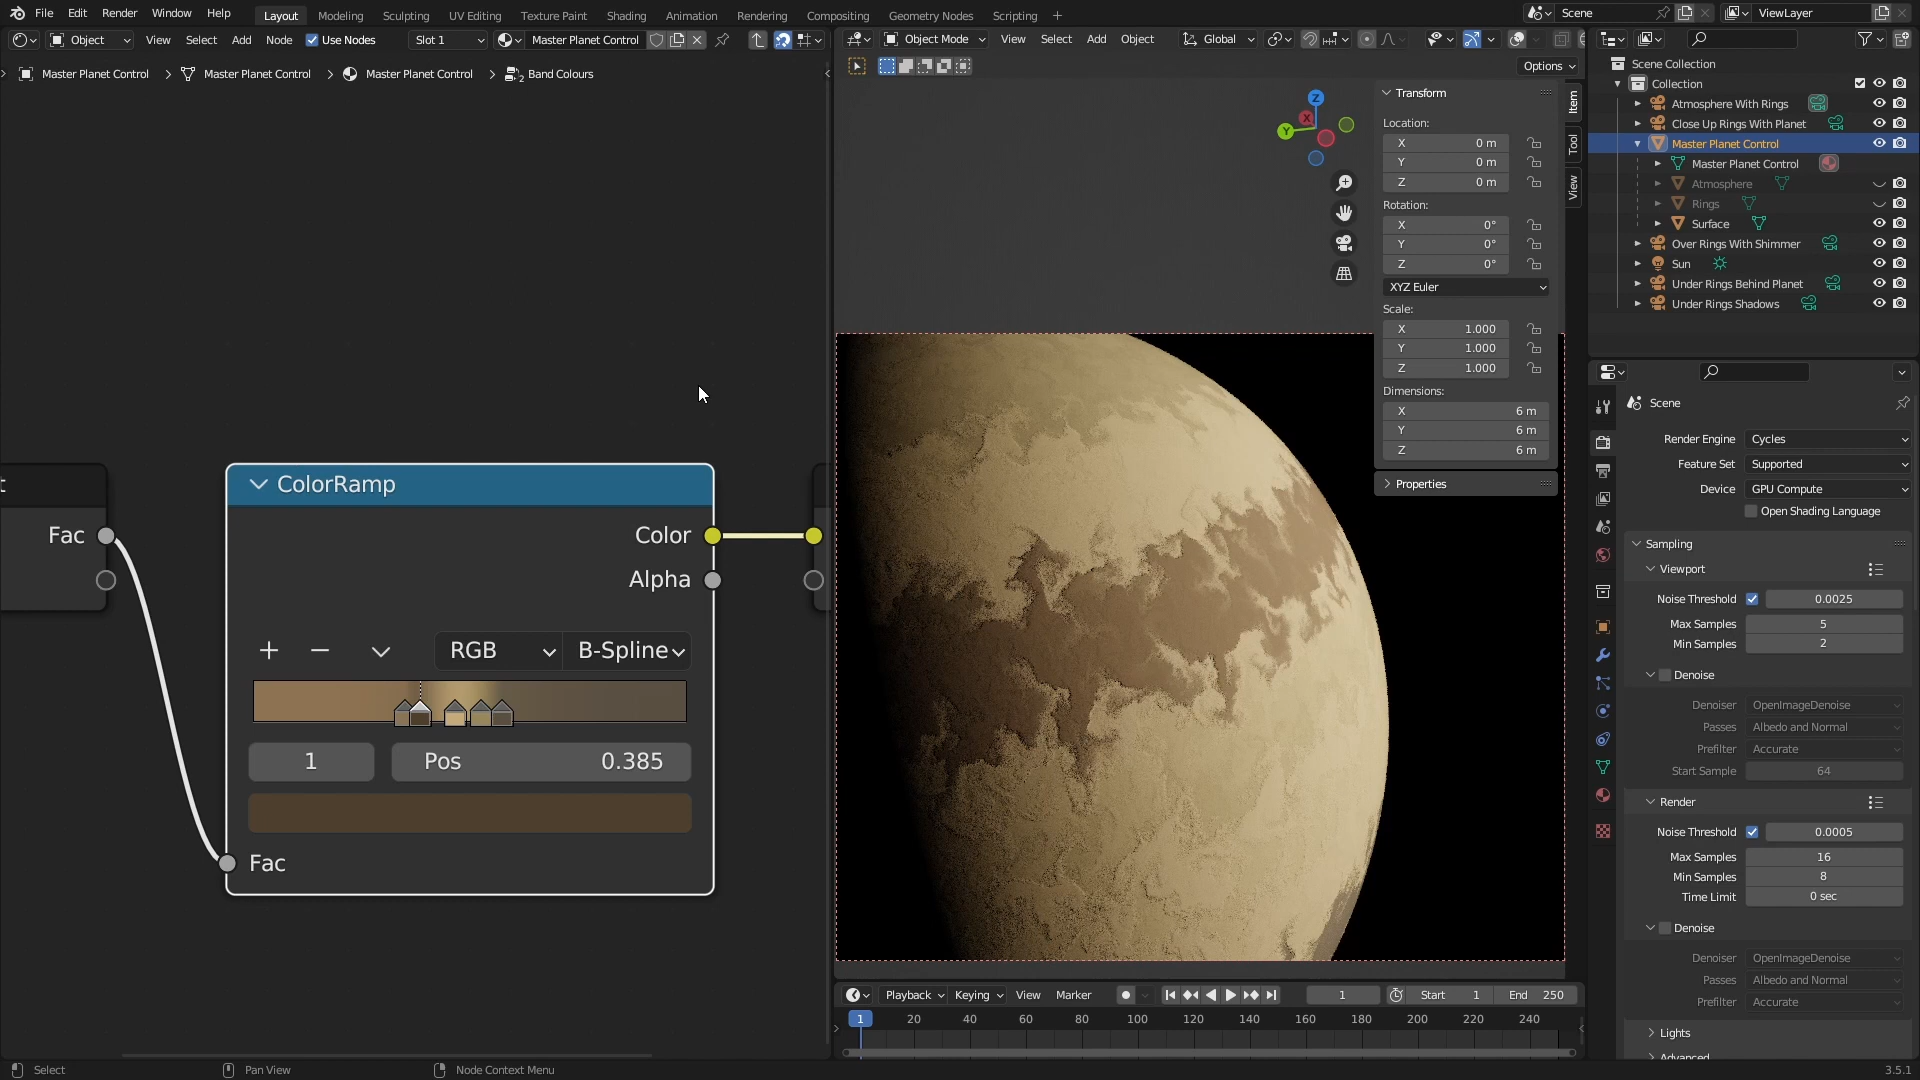 File Edit Render Window Help Layout Modeling Sculpting UV Editing Texture Paint Shading Animation Rendering Compositing Geometry Nodes Scripting + Scene ViewLayer
Object View Select Add Node Use Nodes Slot 1 Master Planet Control Object Mode View Select Add Object Global
Master Planet Control > Master Planet Control > Master Planet Control > Band Colours
Options
Fac
ColorRamp
Color
Alpha
RGB B-Spline
1 Pos 0.385
Fac
Z
X
Y
Item
Tool
View
Transform
Location:
X 0 m
Y 0 m
Z 0 m
Rotation:
X 0°
Y 0°
Z 0°
XYZ Euler
Scale:
X 1.000
Y 1.000
Z 1.000
Dimensions:
X 6 m
Y 6 m
Z 6 m
Properties
Playback Keying View Marker 1 Start 1 End 250
1 20 40 60 80 100 120 140 160 180 200 220 240
Scene Collection
Collection
Atmosphere With Rings
Close Up Rings With Planet
Master Planet Control
Master Planet Control
Atmosphere
Rings
Surface
Over Rings With Shimmer
Sun
Under Rings Behind Planet
Under Rings Shadows
Scene
Render Engine Cycles
Feature Set Supported
Device GPU Compute
Open Shading Language
Sampling
Viewport
Noise Threshold 0.0025
Max Samples 5
Min Samples 2
Denoise
Denoiser OpenImageDenoise
Passes Albedo and Normal
Prefilter Accurate
Start Sample 64
Render
Noise Threshold 0.0005
Max Samples 16
Min Samples 8
Time Limit 0 sec
Denoise
Denoiser OpenImageDenoise
Passes Albedo and Normal
Prefilter Accurate
Lights
Advanced
Select Pan View Node Context Menu 3.5.1